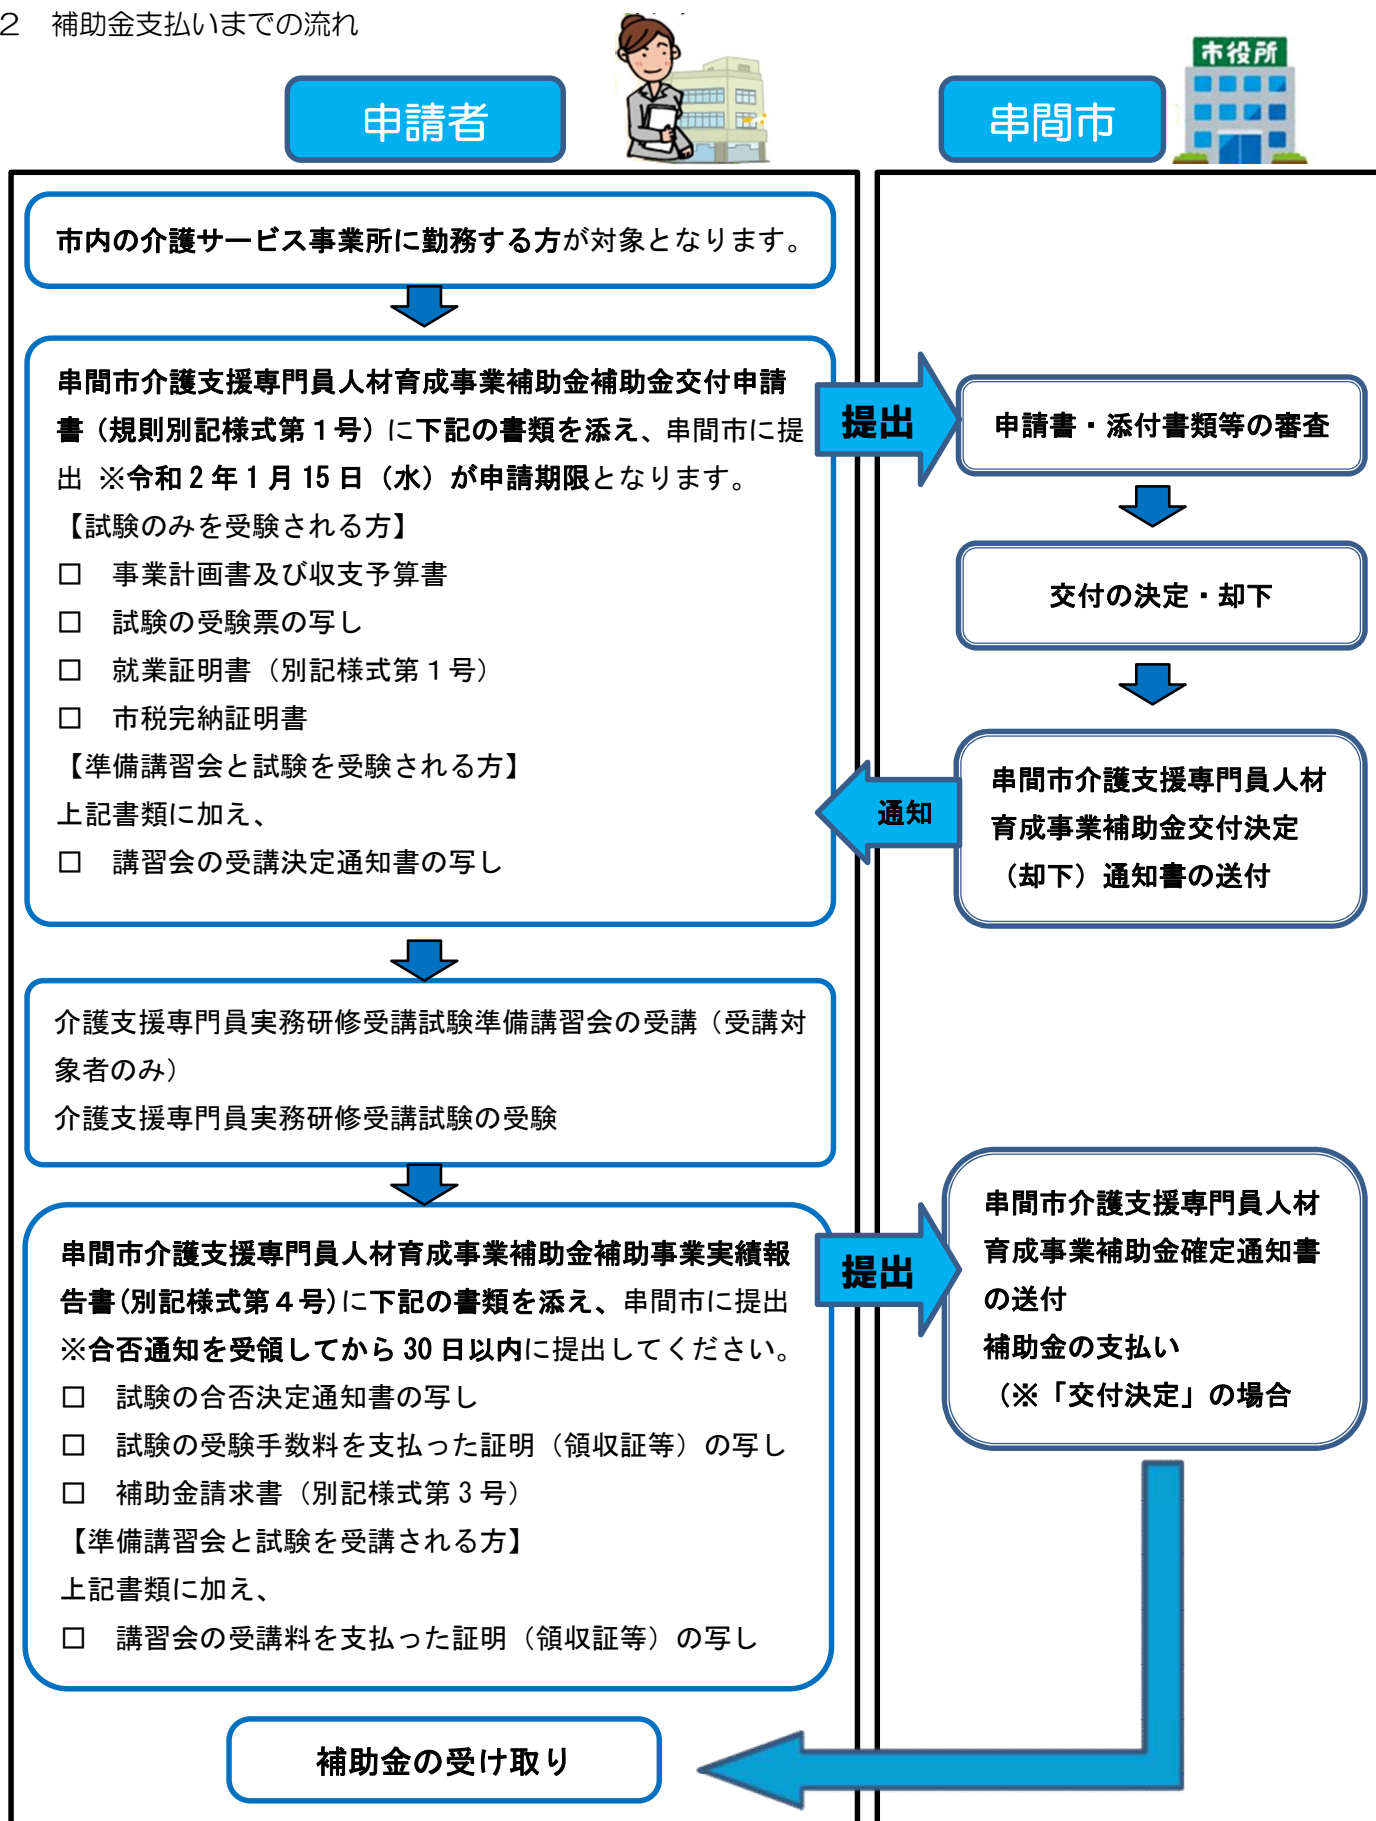 2 補助金支払いまでの流れ
申請者
市内の介護サービス事業所に勤務する方が対象となります。
串間市介護支援専門員人材育成事業補助金補助金交付申請
書（規則別記様式第１号）に下記の書類を添え、串間市に提
出 ※令和２年１月15日（水）が申請期限となります。
【試験のみを受験される方】
□ 事業計画書及び収支予算書
□ 試験の受験票の写し
□ 就業証明書（別記様式第１号）
□ 市税完納証明書
【準備講習会と試験を受験される方】
上記書類に加え、
□ 講習会の受講決定通知書の写し
介護支援専門員実務研修受講試験準備講習会の受講（受講対
象者のみ）
介護支援専門員実務研修受講試験の受験
串間市介護支援専門員人材育成事業補助金補助事業実績報
告書(別記様式第４号)に下記の書類を添え、串間市に提出
※合否通知を受領してから30日以内に提出してください。
□ 試験の合否決定通知書の写し
□ 試験の受験手数料を支払った証明（領収証等）の写し
□ 補助金請求書（別記様式第３号）
【準備講習会と試験を受講される方】
上記書類に加え、
□ 講習会の受講料を支払った証明（領収証等）の写し
補助金の受け取り
市役所
串間市
提出
申請書・添付書類等の審査
交付の決定・却下
通知
串間市介護支援専門員人材
育成事業補助金交付決定
（却下）通知書の送付
提出
串間市介護支援専門員人材
育成事業補助金確定通知書
の送付
補助金の支払い
（※「交付決定」の場合